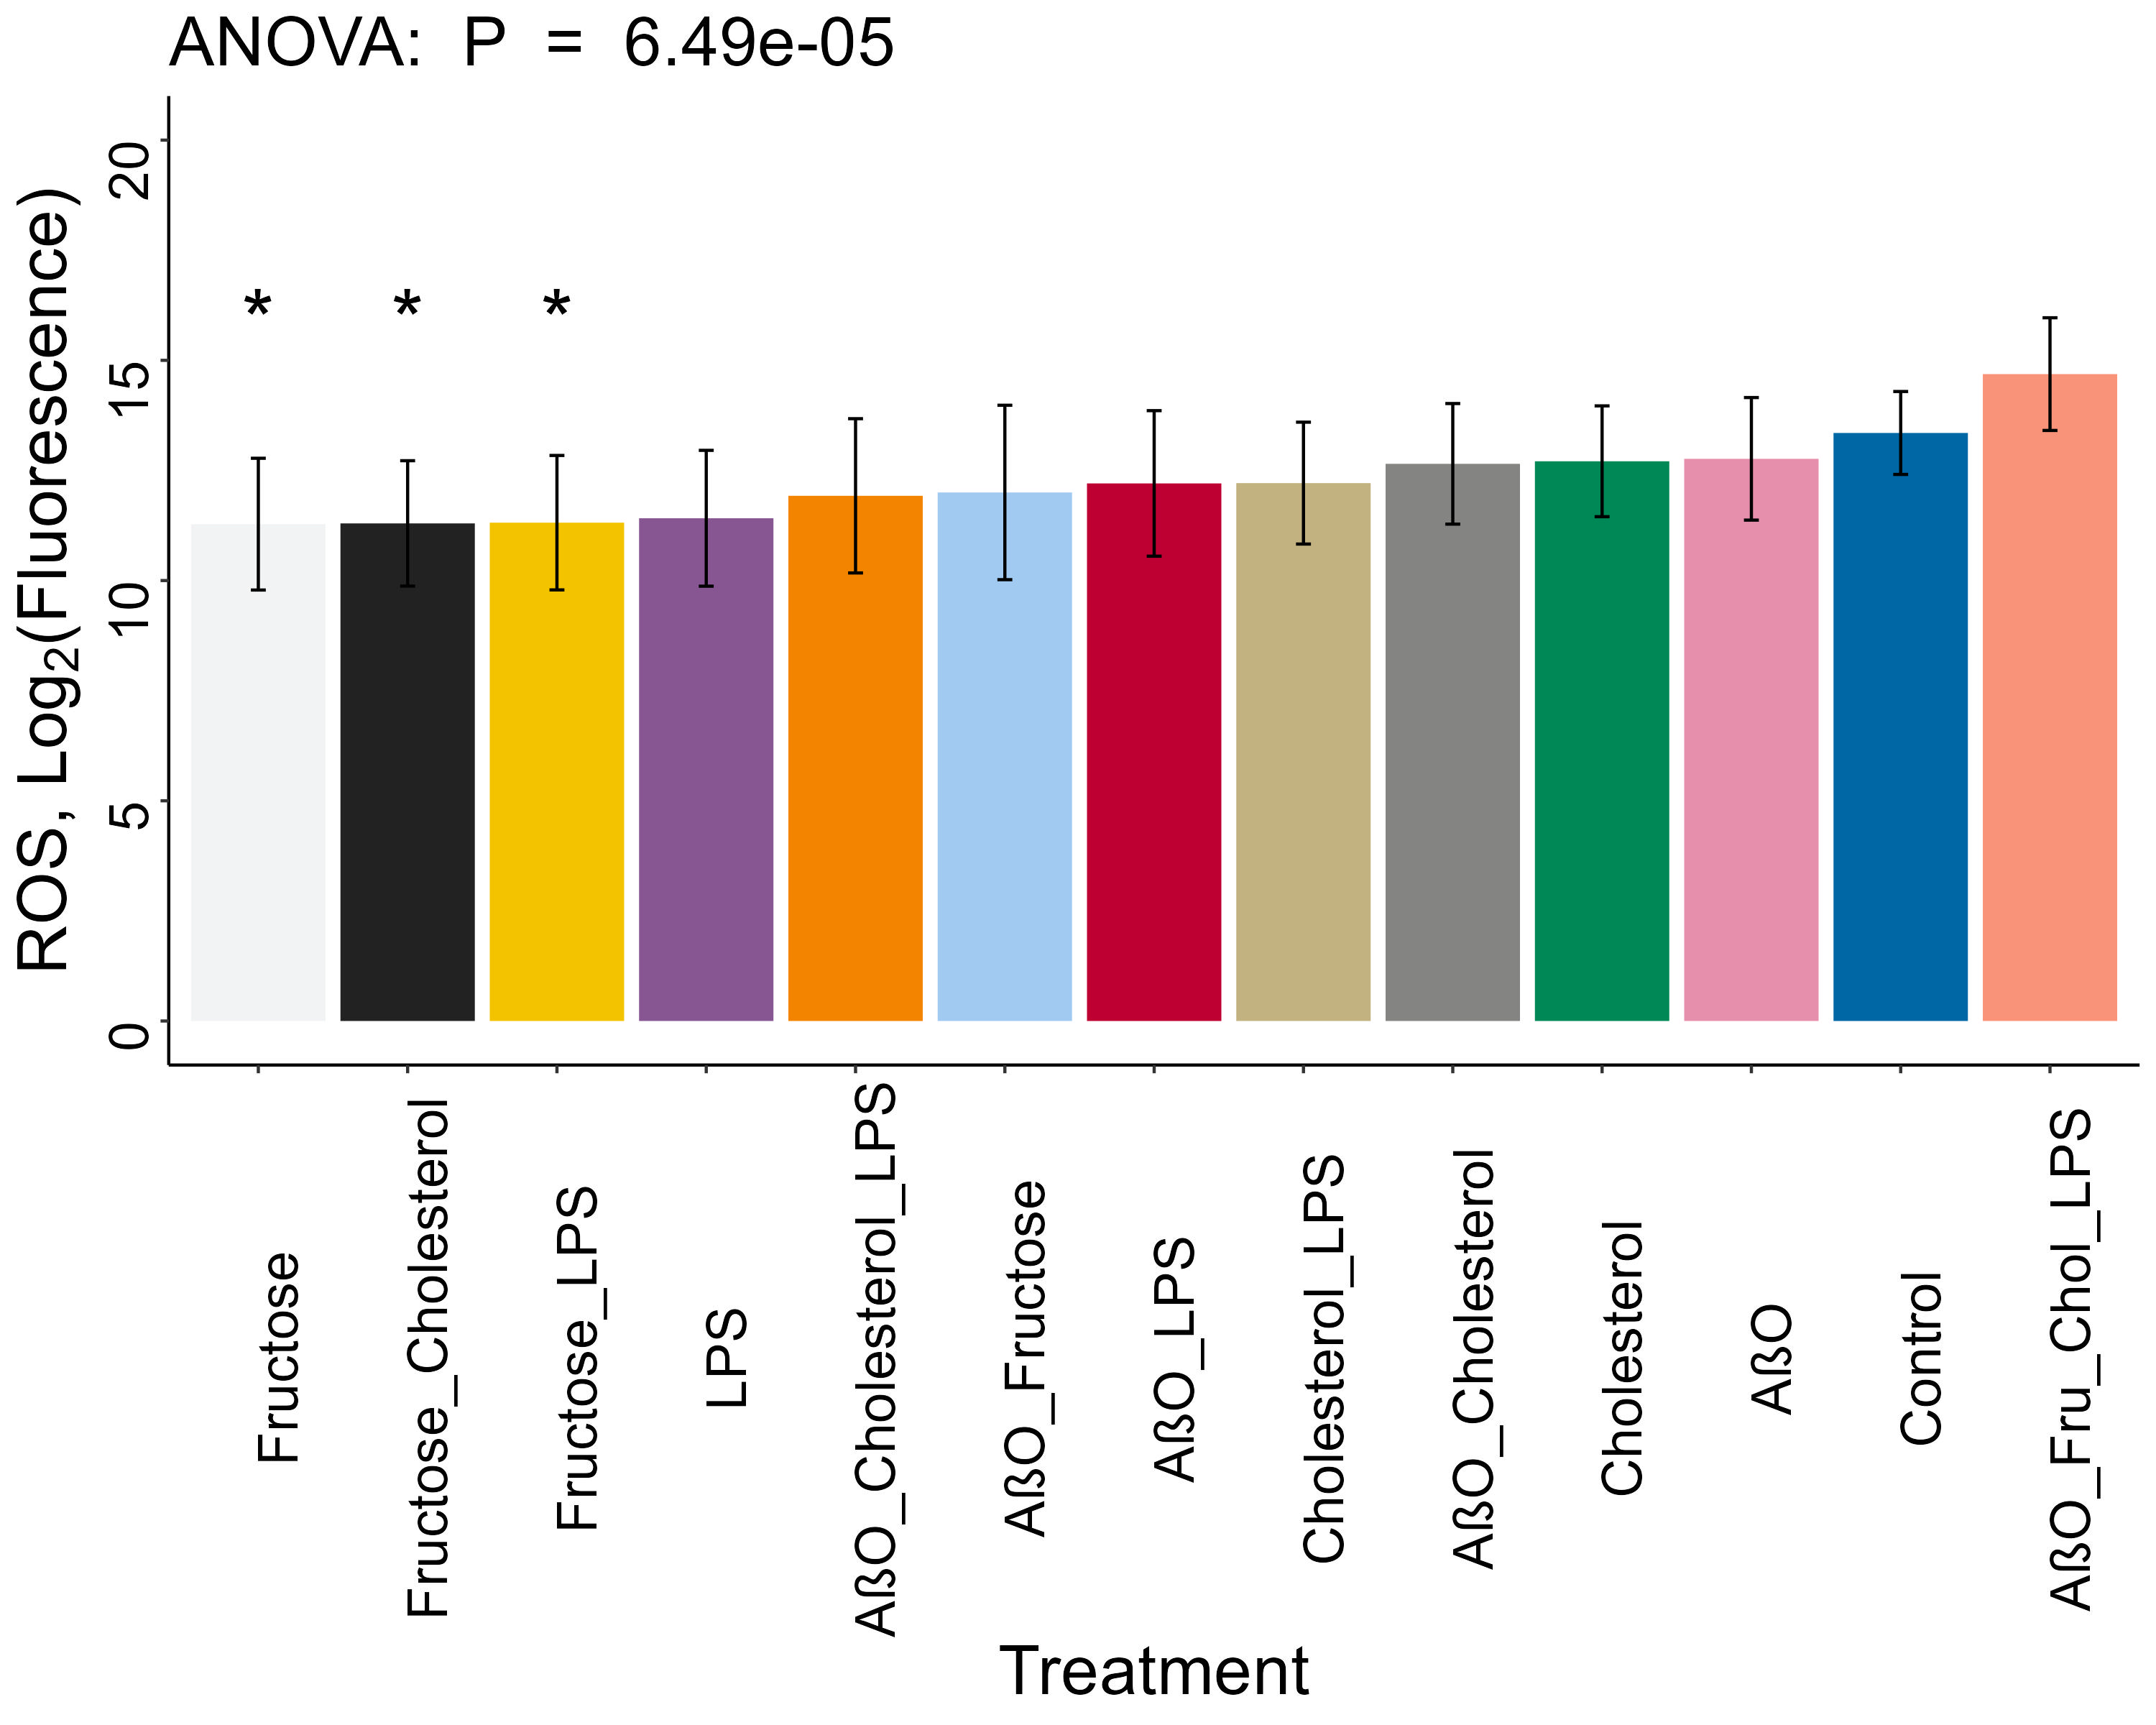 ANOVA: P = 6.49e-05
ROS, Log₂(Fluorescence)
20
15
10
5
0
*
*
*
Fructose
Fructose_Cholesterol
Fructose_LPS
LPS
AßO_Cholesterol_LPS
AßO_Fructose
AßO_LPS
Cholesterol_LPS
AßO_Cholesterol
Cholesterol
AßO
Control
AßO_Fru_Chol_LPS
Treatment